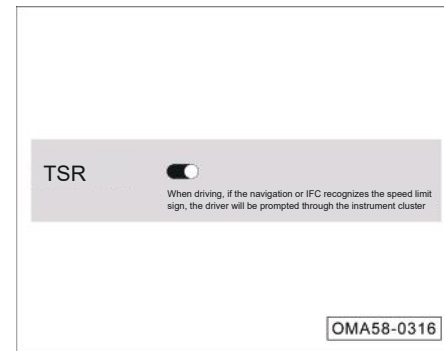 TSR
When driving, if the navigation or IFC recognizes the speed limit
sign, the driver will be prompted through the instrument cluster
OMA58-0316